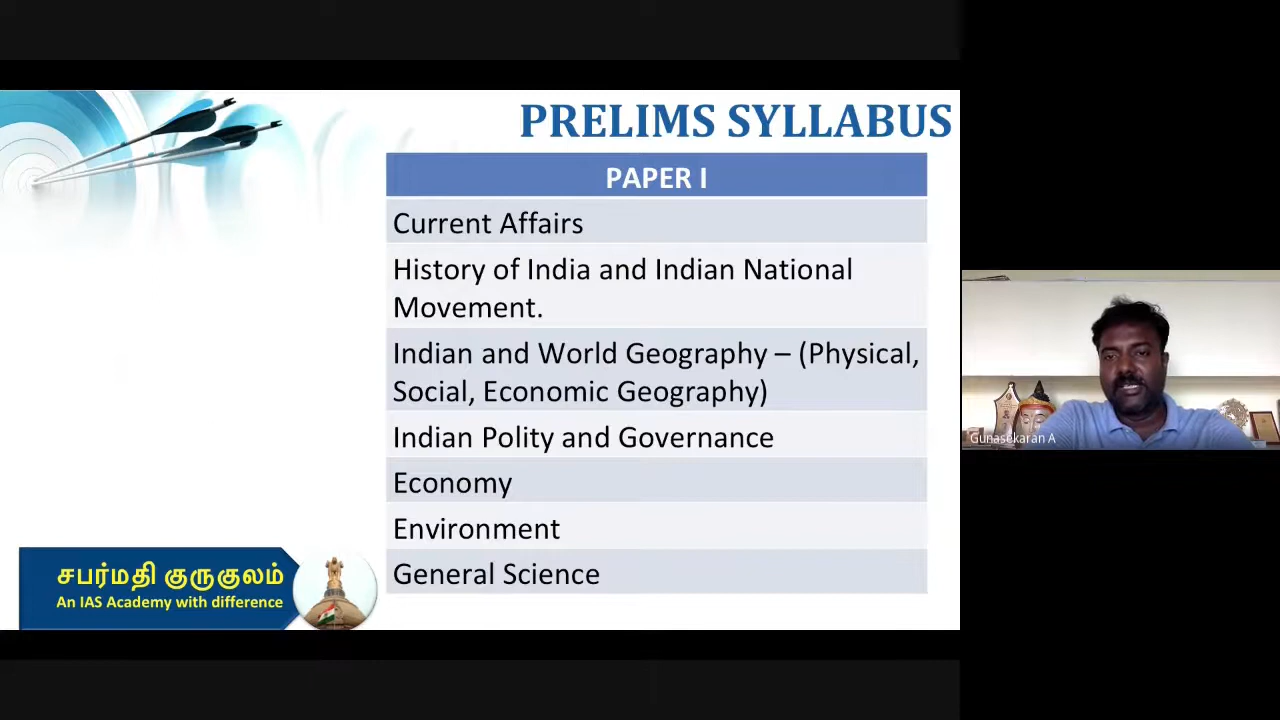 PRELIMS SYLLABUS
PAPER I
Current Affairs
History of India and Indian National
Movement.
Indian and World Geography – (Physical,
Social, Economic Geography)
Indian Polity and Governance
Economy
Environment
General Science
சபர்மதி குருகுலம்
An IAS Academy with difference
Gunasekaran A